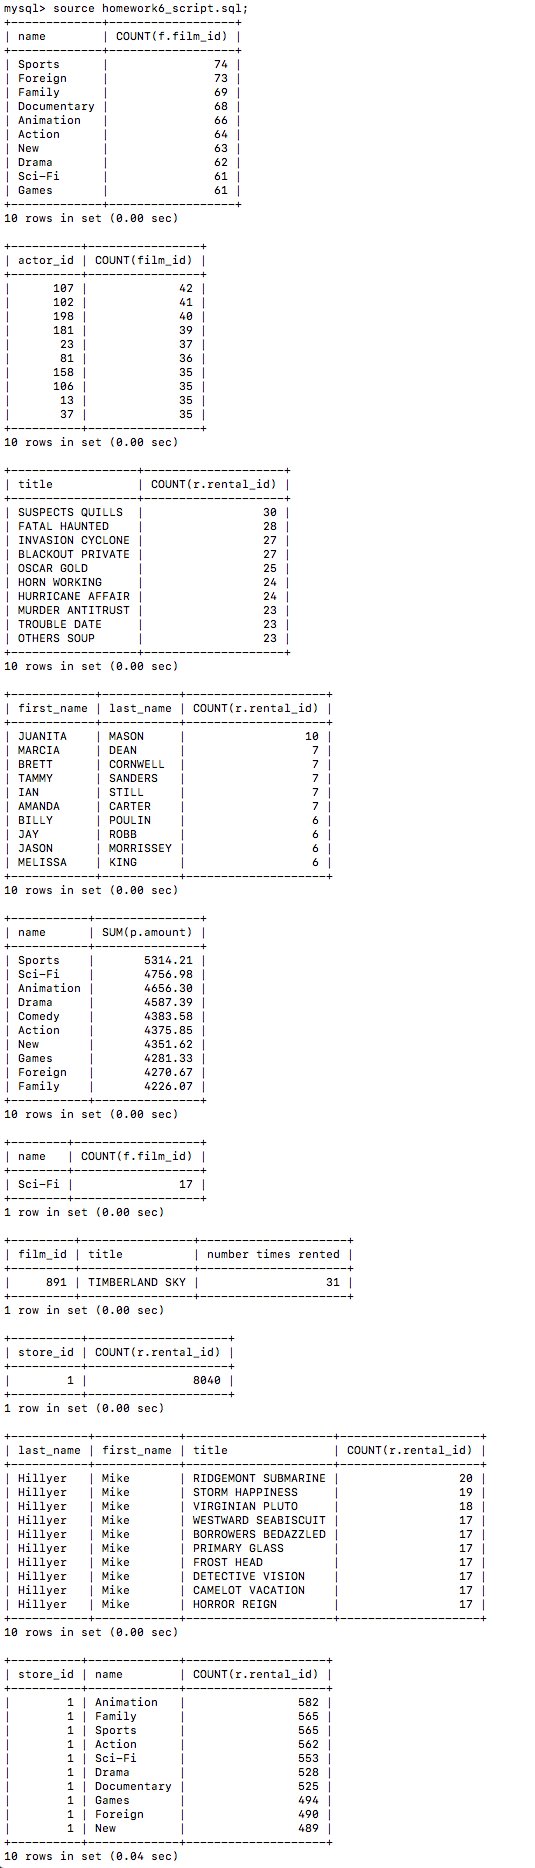 mysql> source homework6_script.sql;
+-------------+------------------+
| name        | COUNT(f.film_id) |
+-------------+------------------+
| Sports      |               74 |
| Foreign     |               73 |
| Family      |               69 |
| Documentary |               68 |
| Animation   |               66 |
| Action      |               64 |
| New         |               63 |
| Drama       |               62 |
| Sci-Fi      |               61 |
| Games       |               61 |
+-------------+------------------+
10 rows in set (0.00 sec)

+----------+----------------+
| actor_id | COUNT(film_id) |
+----------+----------------+
|      107 |             42 |
|      102 |             41 |
|      198 |             40 |
|      181 |             39 |
|       23 |             37 |
|       81 |             36 |
|      158 |             35 |
|      106 |             35 |
|       13 |             35 |
|       37 |             35 |
+----------+----------------+
10 rows in set (0.00 sec)

+------------------+--------------------+
| title            | COUNT(r.rental_id) |
+------------------+--------------------+
| SUSPECTS QUILLS  |                 30 |
| FATAL HAUNTED    |                 28 |
| INVASION CYCLONE |                 27 |
| BLACKOUT PRIVATE |                 27 |
| OSCAR GOLD       |                 25 |
| HORN WORKING     |                 24 |
| HURRICANE AFFAIR |                 24 |
| MURDER ANTITRUST |                 23 |
| TROUBLE DATE     |                 23 |
| OTHERS SOUP      |                 23 |
+------------------+--------------------+
10 rows in set (0.00 sec)

+------------+-----------+--------------------+
| first_name | last_name | COUNT(r.rental_id) |
+------------+-----------+--------------------+
| JUANITA    | MASON     |                 10 |
| MARCIA     | DEAN      |                  7 |
| BRETT      | CORNWELL  |                  7 |
| TAMMY      | SANDERS   |                  7 |
| IAN        | STILL     |                  7 |
| AMANDA     | CARTER    |                  7 |
| BILLY      | POULIN    |                  6 |
| JAY        | ROBB      |                  6 |
| JASON      | MORRISSEY |                  6 |
| MELISSA    | KING      |                  6 |
+------------+-----------+--------------------+
10 rows in set (0.00 sec)

+-----------+---------------+
| name      | SUM(p.amount) |
+-----------+---------------+
| Sports    |       5314.21 |
| Sci-Fi    |       4756.98 |
| Animation |       4656.30 |
| Drama     |       4587.39 |
| Comedy    |       4383.58 |
| Action    |       4375.85 |
| New       |       4351.62 |
| Games     |       4281.33 |
| Foreign   |       4270.67 |
| Family    |       4226.07 |
+-----------+---------------+
10 rows in set (0.00 sec)

+--------+------------------+
| name   | COUNT(f.film_id) |
+--------+------------------+
| Sci-Fi |               17 |
+--------+------------------+
1 row in set (0.00 sec)

+---------+----------------+---------------------+
| film_id | title          | number times rented |
+---------+----------------+---------------------+
|     891 | TIMBERLAND SKY |                  31 |
+---------+----------------+---------------------+
1 row in set (0.00 sec)

+----------+--------------------+
| store_id | COUNT(r.rental_id) |
+----------+--------------------+
|        1 |               8040 |
+----------+--------------------+
1 row in set (0.00 sec)

+-----------+------------+---------------------+--------------------+
| last_name | first_name | title               | COUNT(r.rental_id) |
+-----------+------------+---------------------+--------------------+
| Hillyer   | Mike       | RIDGEMONT SUBMARINE |                 20 |
| Hillyer   | Mike       | STORM HAPPINESS     |                 19 |
| Hillyer   | Mike       | VIRGINIAN PLUTO     |                 18 |
| Hillyer   | Mike       | WESTWARD SEABISCUIT |                 17 |
| Hillyer   | Mike       | BORROWERS BEDAZZLED |                 17 |
| Hillyer   | Mike       | PRIMARY GLASS       |                 17 |
| Hillyer   | Mike       | FROST HEAD          |                 17 |
| Hillyer   | Mike       | DETECTIVE VISION    |                 17 |
| Hillyer   | Mike       | CAMELOT VACATION    |                 17 |
| Hillyer   | Mike       | HORROR REIGN        |                 17 |
+-----------+------------+---------------------+--------------------+
10 rows in set (0.00 sec)

+----------+-------------+--------------------+
| store_id | name        | COUNT(r.rental_id) |
+----------+-------------+--------------------+
|        1 | Animation   |                582 |
|        1 | Family      |                565 |
|        1 | Sports      |                565 |
|        1 | Action      |                562 |
|        1 | Sci-Fi      |                553 |
|        1 | Drama       |                528 |
|        1 | Documentary |                525 |
|        1 | Games       |                494 |
|        1 | Foreign     |                490 |
|        1 | New         |                489 |
+----------+-------------+--------------------+
10 rows in set (0.04 sec)